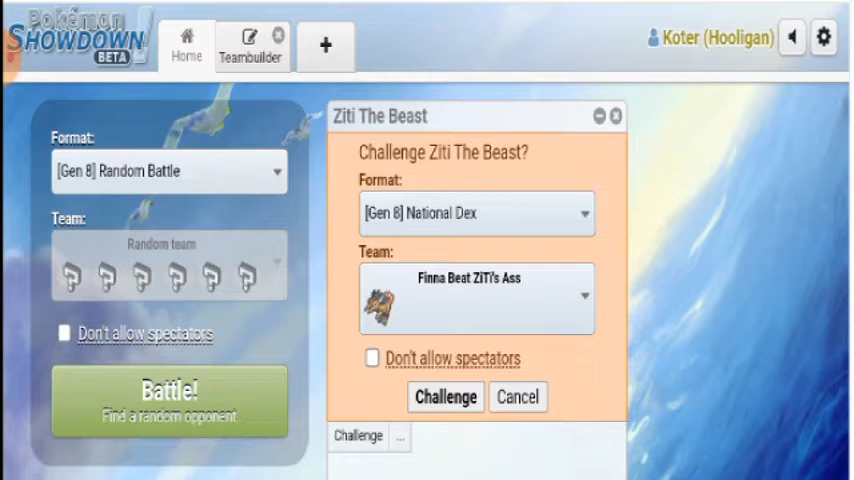 Pokémon
SHOWDOWN!
BETA
Home
Teambuilder
+
Koter (Hooligan)
Format:
[Gen 8] Random Battle
Team:
Random team
Don't allow spectators
Battle!
Find a random opponent
Ziti The Beast
Challenge Ziti The Beast?
Format:
[Gen 8] National Dex
Team:
Finna Beat ZiTi's Ass
Don't allow spectators
Challenge
Cancel
Challenge
...